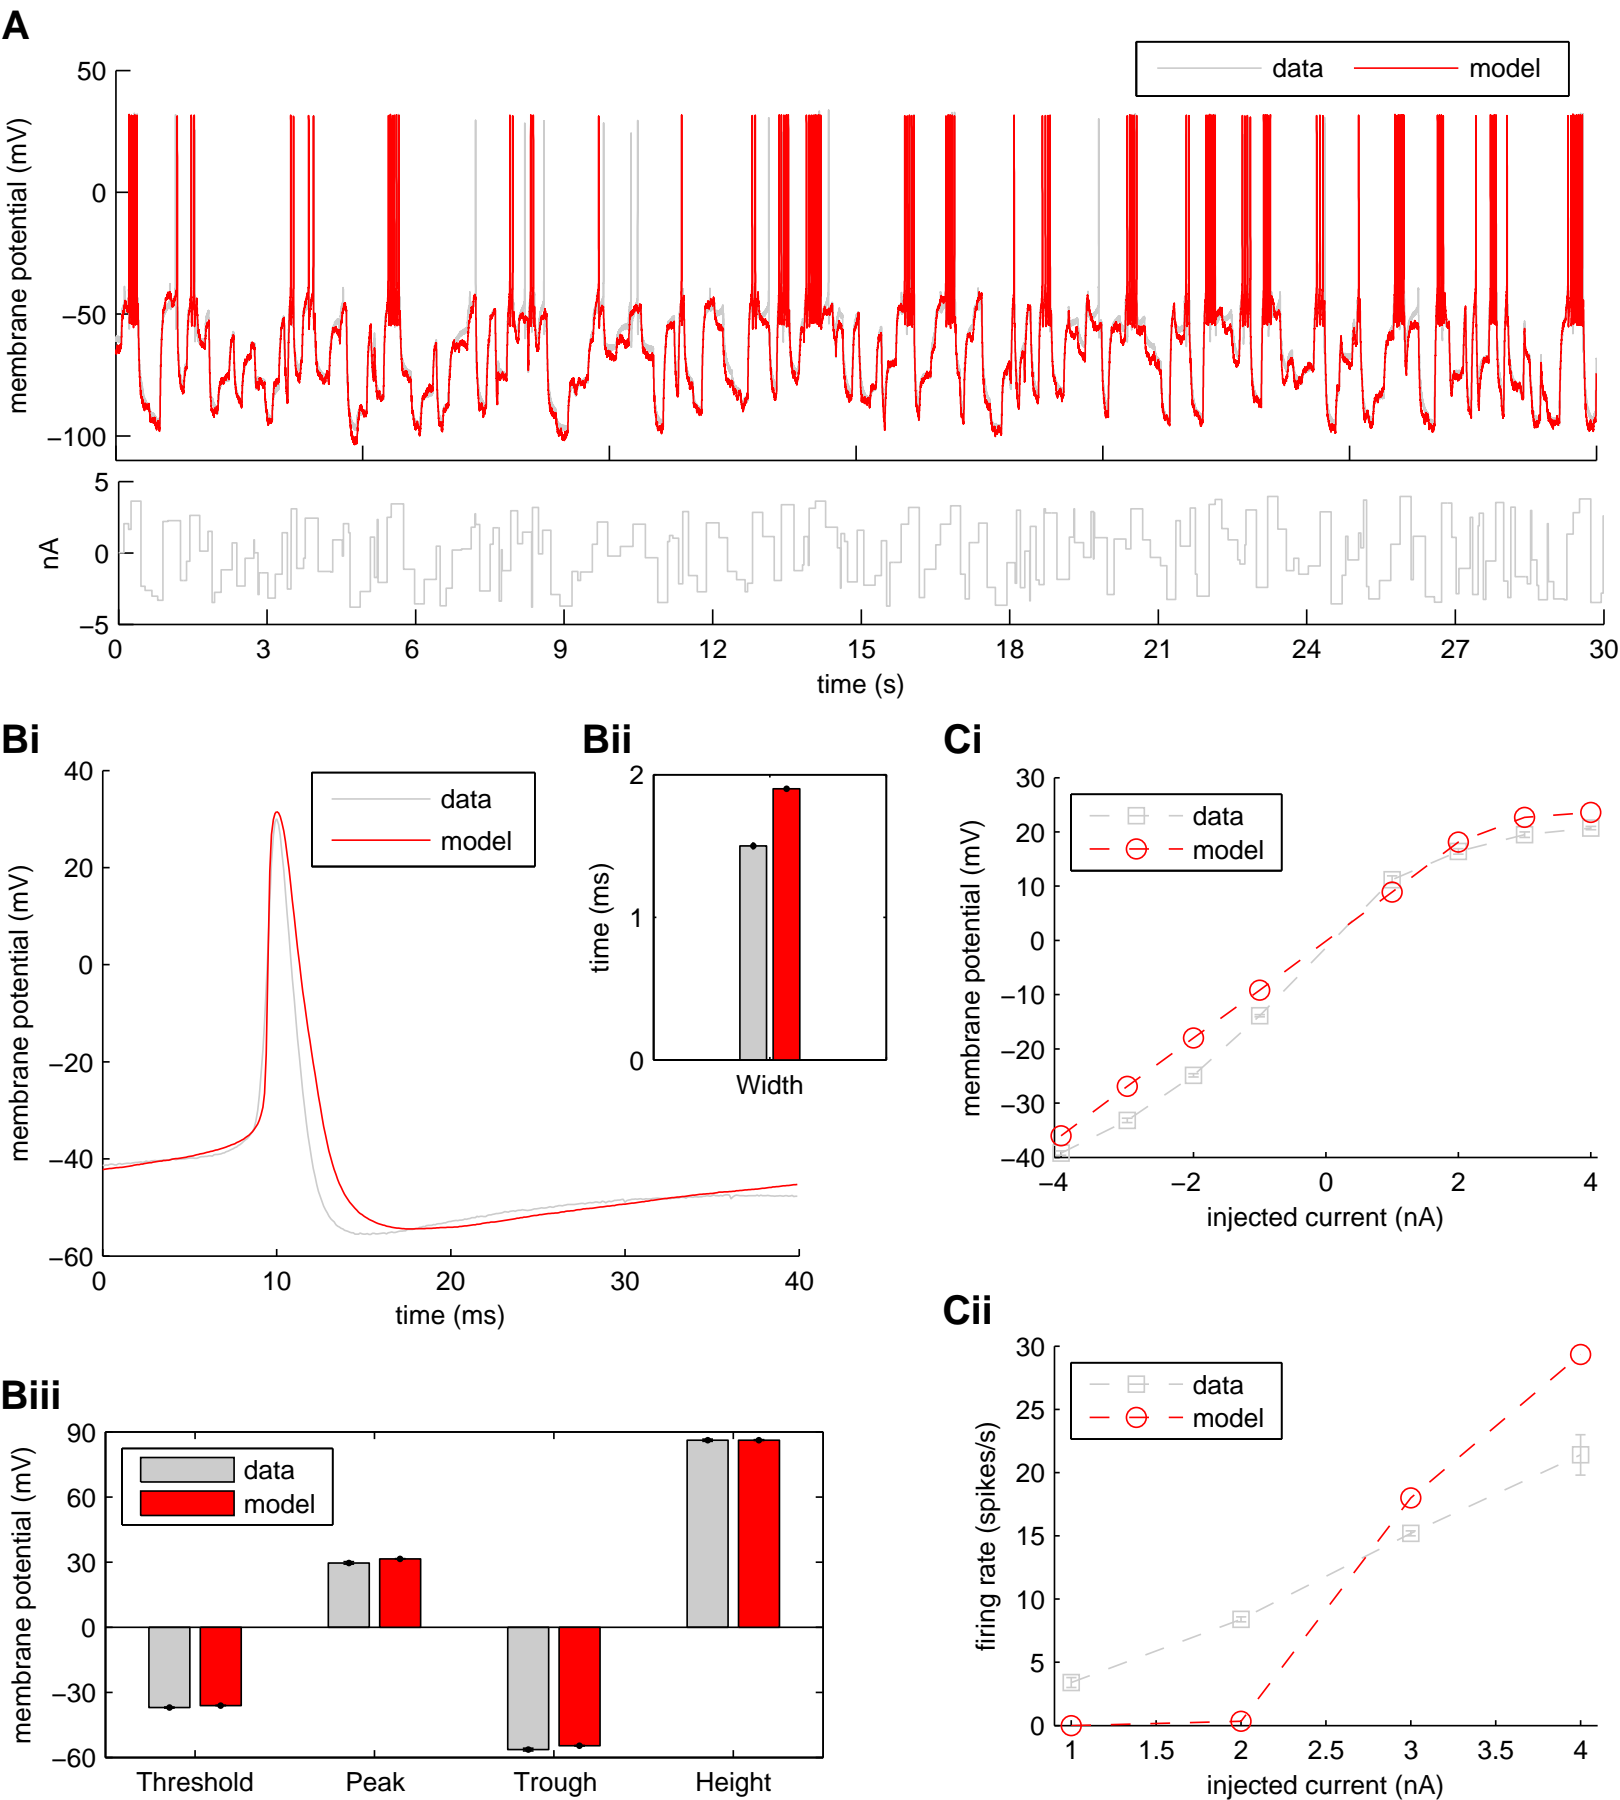 A
data model
50
0
−50
−100
membrane potential (mV)
5
0
−5
nA
0 3 6 9 12 15 18 21 24 27 30
time (s)
Bi
40
20
0
−20
−40
−60
membrane potential (mV)
data
model
0 10 20 30 40
time (ms)
Bii
2
1
0
time (ms)
Width
Ci
30
20
10
0
−10
−20
−30
−40
membrane potential (mV)
data
model
−4 −2 0 2 4
injected current (nA)
Biii
90
60
30
0
−30
−60
membrane potential (mV)
data
model
Threshold Peak Trough Height
Cii
30
25
20
15
10
5
0
firing rate (spikes/s)
data
model
1 1.5 2 2.5 3 3.5 4
injected current (nA)